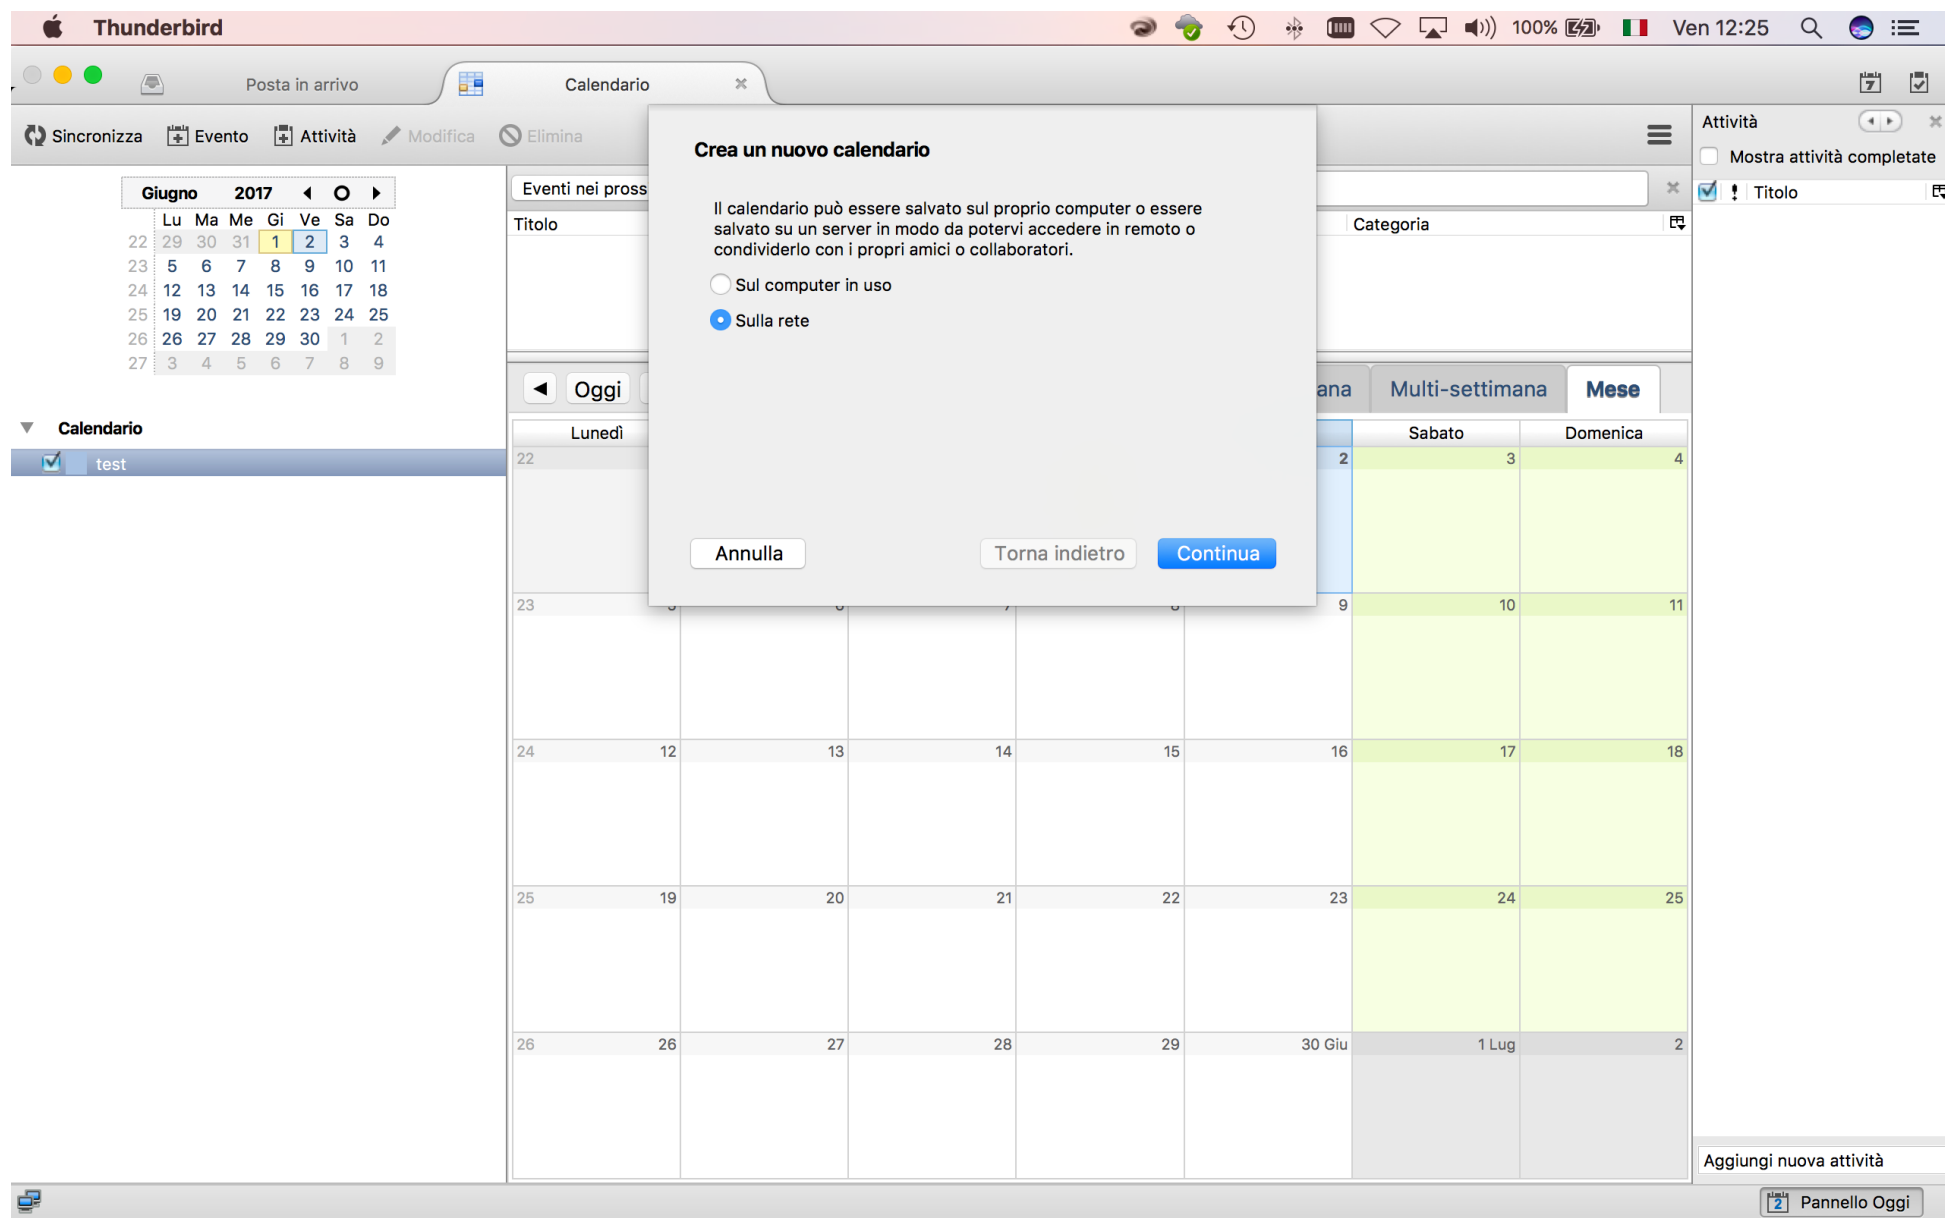 Thunderbird
100%
Ven 12:25
Posta in arrivo
Calendario
Sincronizza
Evento
Attività
Modifica
Elimina
Crea un nuovo calendario
Il calendario può essere salvato sul proprio computer o essere
salvato su un server in modo da potervi accedere in remoto o
condividerlo con i propri amici o collaboratori.
Sul computer in uso
Sulla rete
Annulla
Torna indietro
Continua
Attività
Mostra attività completate
Titolo
Giugno 2017
Lu Ma Me Gi Ve Sa Do
22 29 30 31 1 2 3 4
23 5 6 7 8 9 10 11
24 12 13 14 15 16 17 18
25 19 20 21 22 23 24 25
26 26 27 28 29 30 1 2
27 3 4 5 6 7 8 9
Calendario
test
Eventi nei pross
Titolo
Categoria
Oggi
ana
Multi-settimana
Mese
Lunedì
Sabato
Domenica
22 2 3 4
23 9 10 11
24 12 13 14 15 16 17 18
25 19 20 21 22 23 24 25
26 26 27 28 29 30 Giu 1 Lug 2
Aggiungi nuova attività
2 Pannello Oggi